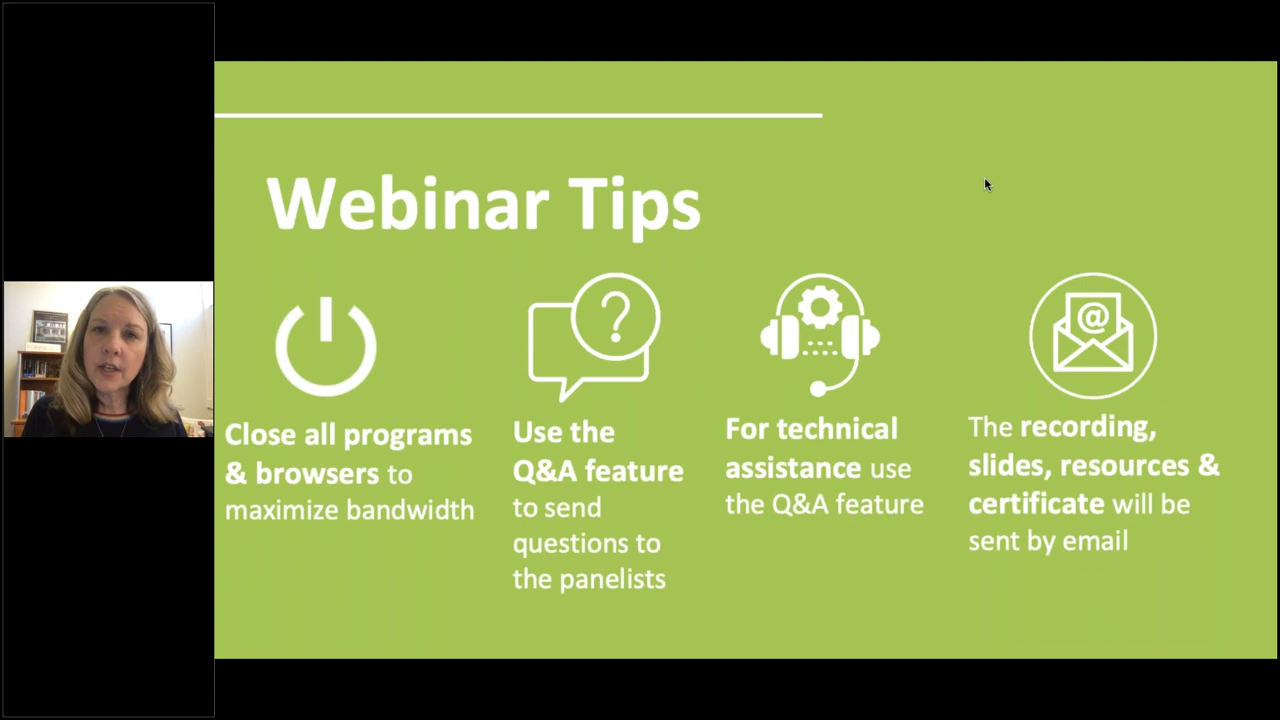 Webinar Tips
Close all programs
& browsers to
maximize bandwidth
Use the
Q&A feature
to send
questions to
the panelists
For technical
assistance use
the Q&A feature
@
The recording,
slides, resources &
certificate will be
sent by email